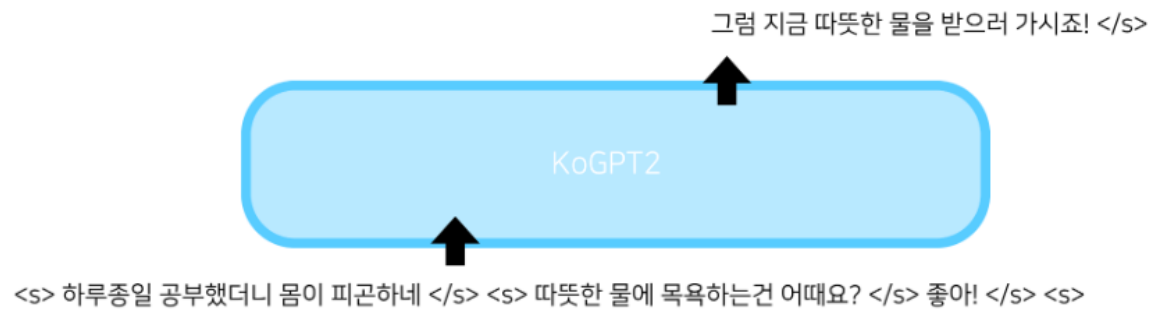 그럼 지금 따뜻한 물을 받으러 가시죠! </s>
KoGPT2
<s> 하루종일 공부했더니 몸이 피곤하네 </s> <s> 따뜻한 물에 목욕하는건 어때요? </s> 좋아! </s> <s>